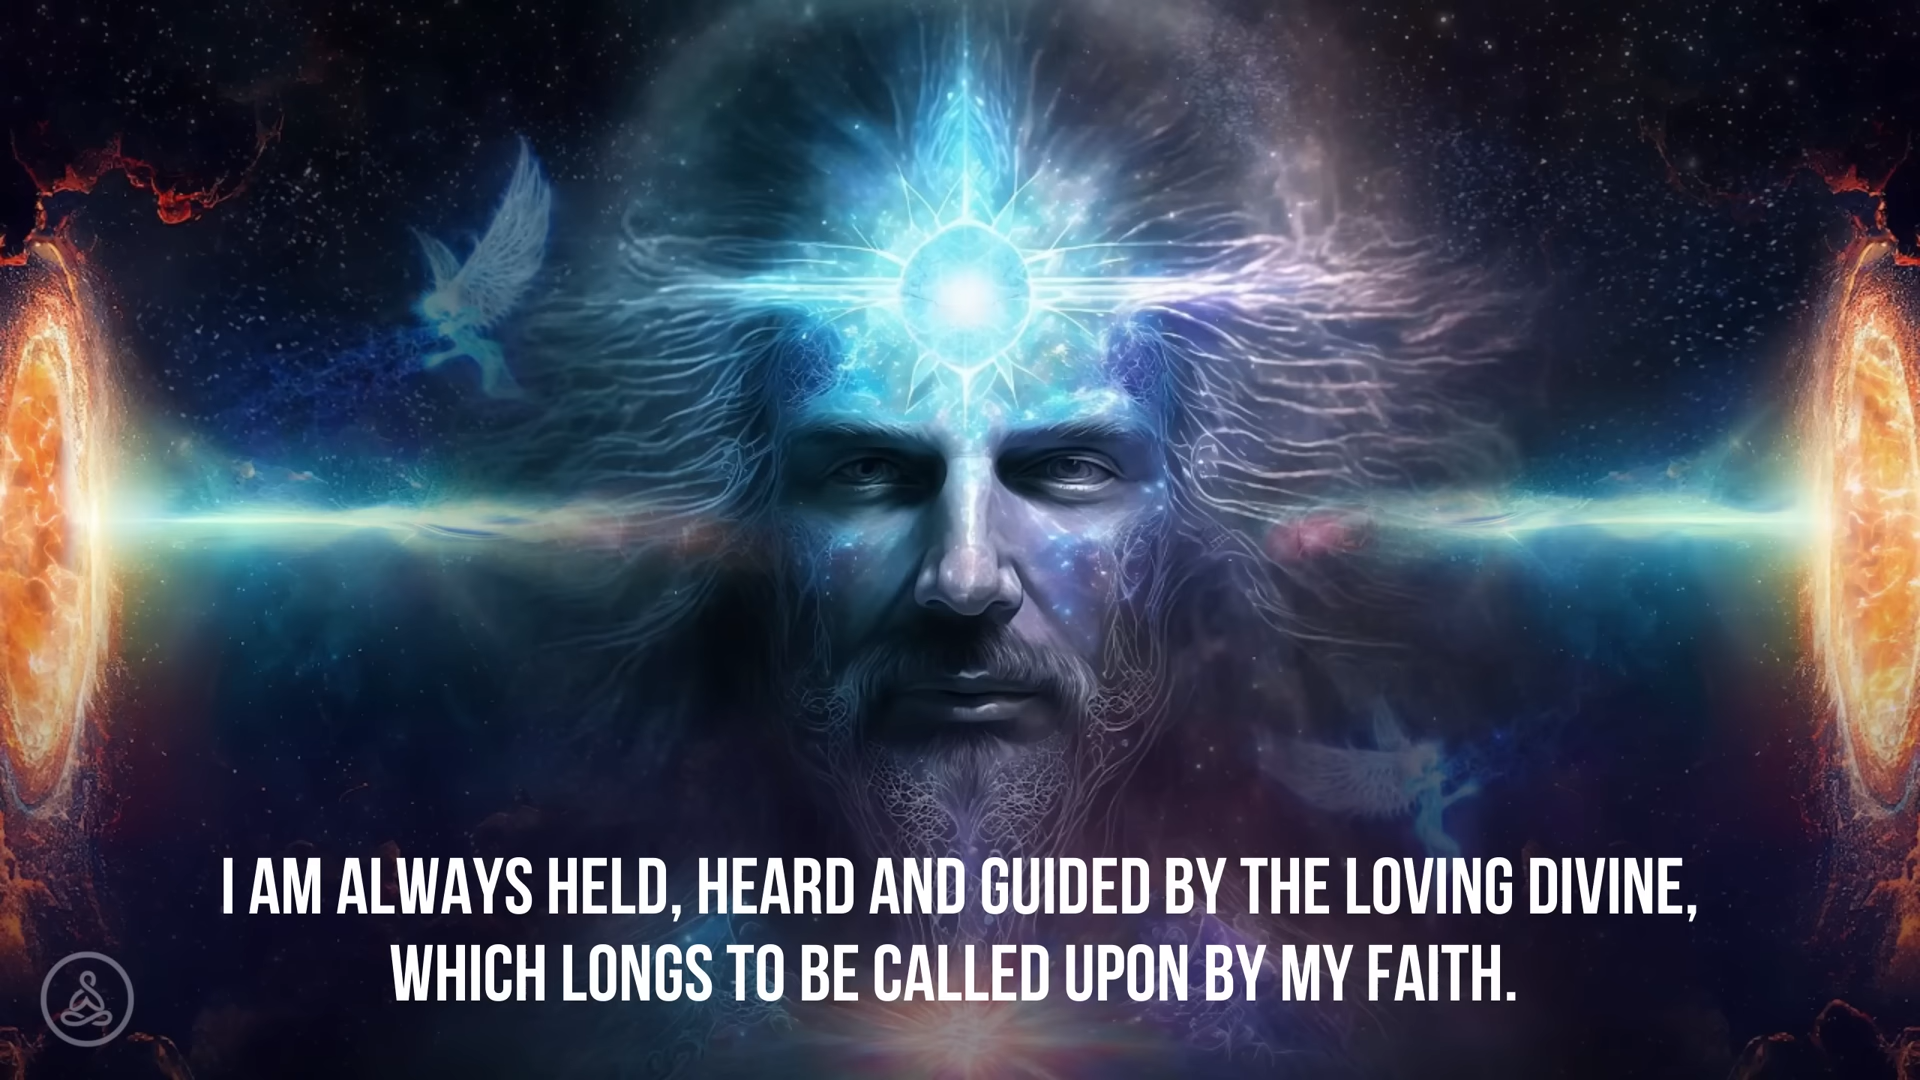 I AM ALWAYS HELD, HEARD AND GUIDED BY THE LOVING DIVINE,
WHICH LONGS TO BE CALLED UPON BY MY FAITH.